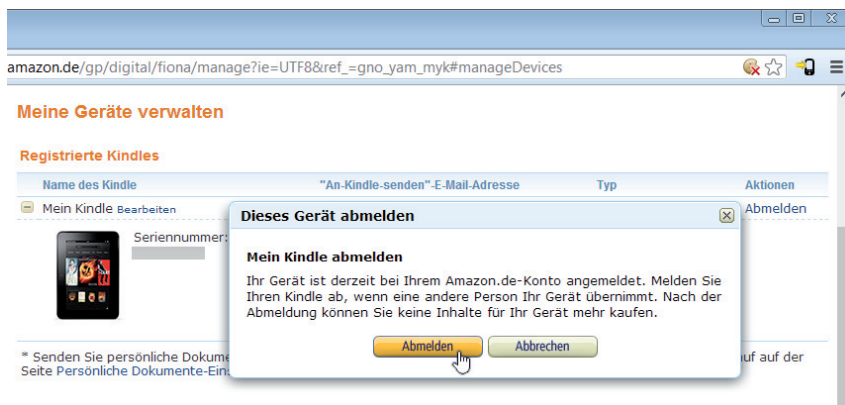 amazon.de/gp/digital/fiona/manage?ie=UTF8&ref_=gno_yam_myk#manageDevices
Meine Geräte verwalten
Registrierte Kindles
Name des Kindle "An-Kindle-senden"-E-Mail-Adresse Typ Aktionen
Mein Kindle Bearbeiten Abmelden
Seriennummer:
Dieses Gerät abmelden
Mein Kindle abmelden
Ihr Gerät ist derzeit bei Ihrem Amazon.de-Konto angemeldet. Melden Sie
Ihren Kindle ab, wenn eine andere Person Ihr Gerät übernimmt. Nach der
Abmeldung können Sie keine Inhalte für Ihr Gerät mehr kaufen.
Abmelden Abbrechen
* Senden Sie persönliche auf der
Seite Persönliche